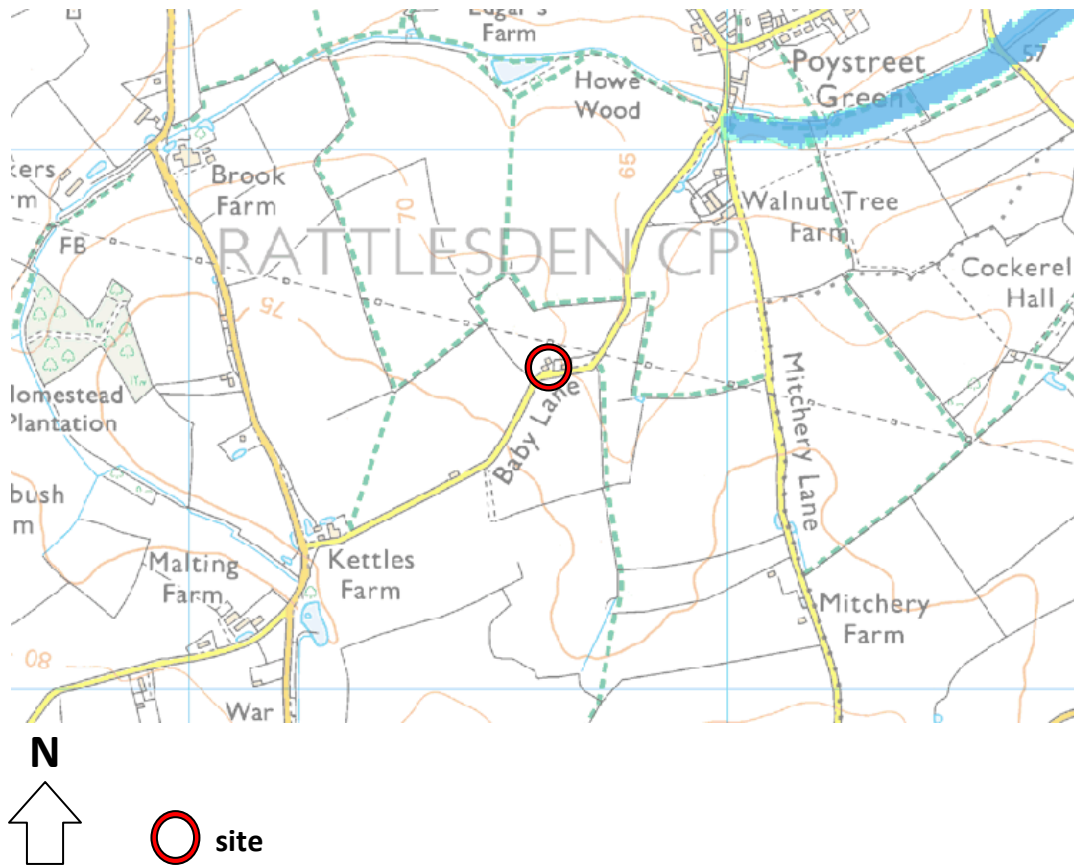 Farm
Howe
Wood
Poystreet
Green
57
Brook
Farm
65
70
Walnut Tree
Farm
RATTLESDEN CP
FB
75
Cockerel
Hall
Homestead
Plantation
Baby Lane
Mitchery Lane
Malting
Farm
Kettles
Farm
Mitchery
Farm
80
War
N
site